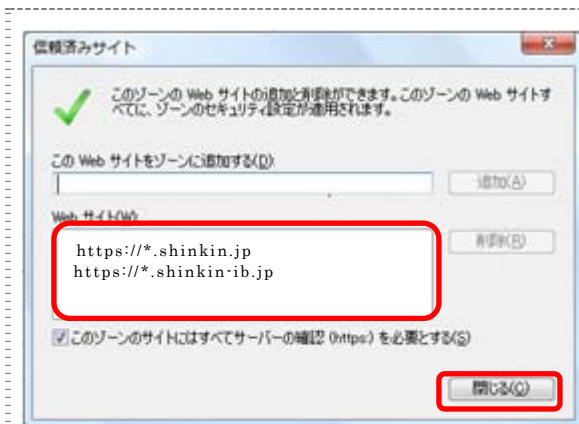 信頼済みサイト
このゾーンの Web サイトの追加と削除ができます。このゾーンの Web サイトす
べてに、ゾーンのセキュリティ設定が適用されます。
この Web サイトをゾーンに追加する(D):
追加(A)
Web サイト(W):
https://*.shinkin.jp
https://*.shinkin-ib.jp
削除(R)
このゾーンのサイトにはすべてサーバーの確認 (https:) を必要とする(S)
閉じる(C)